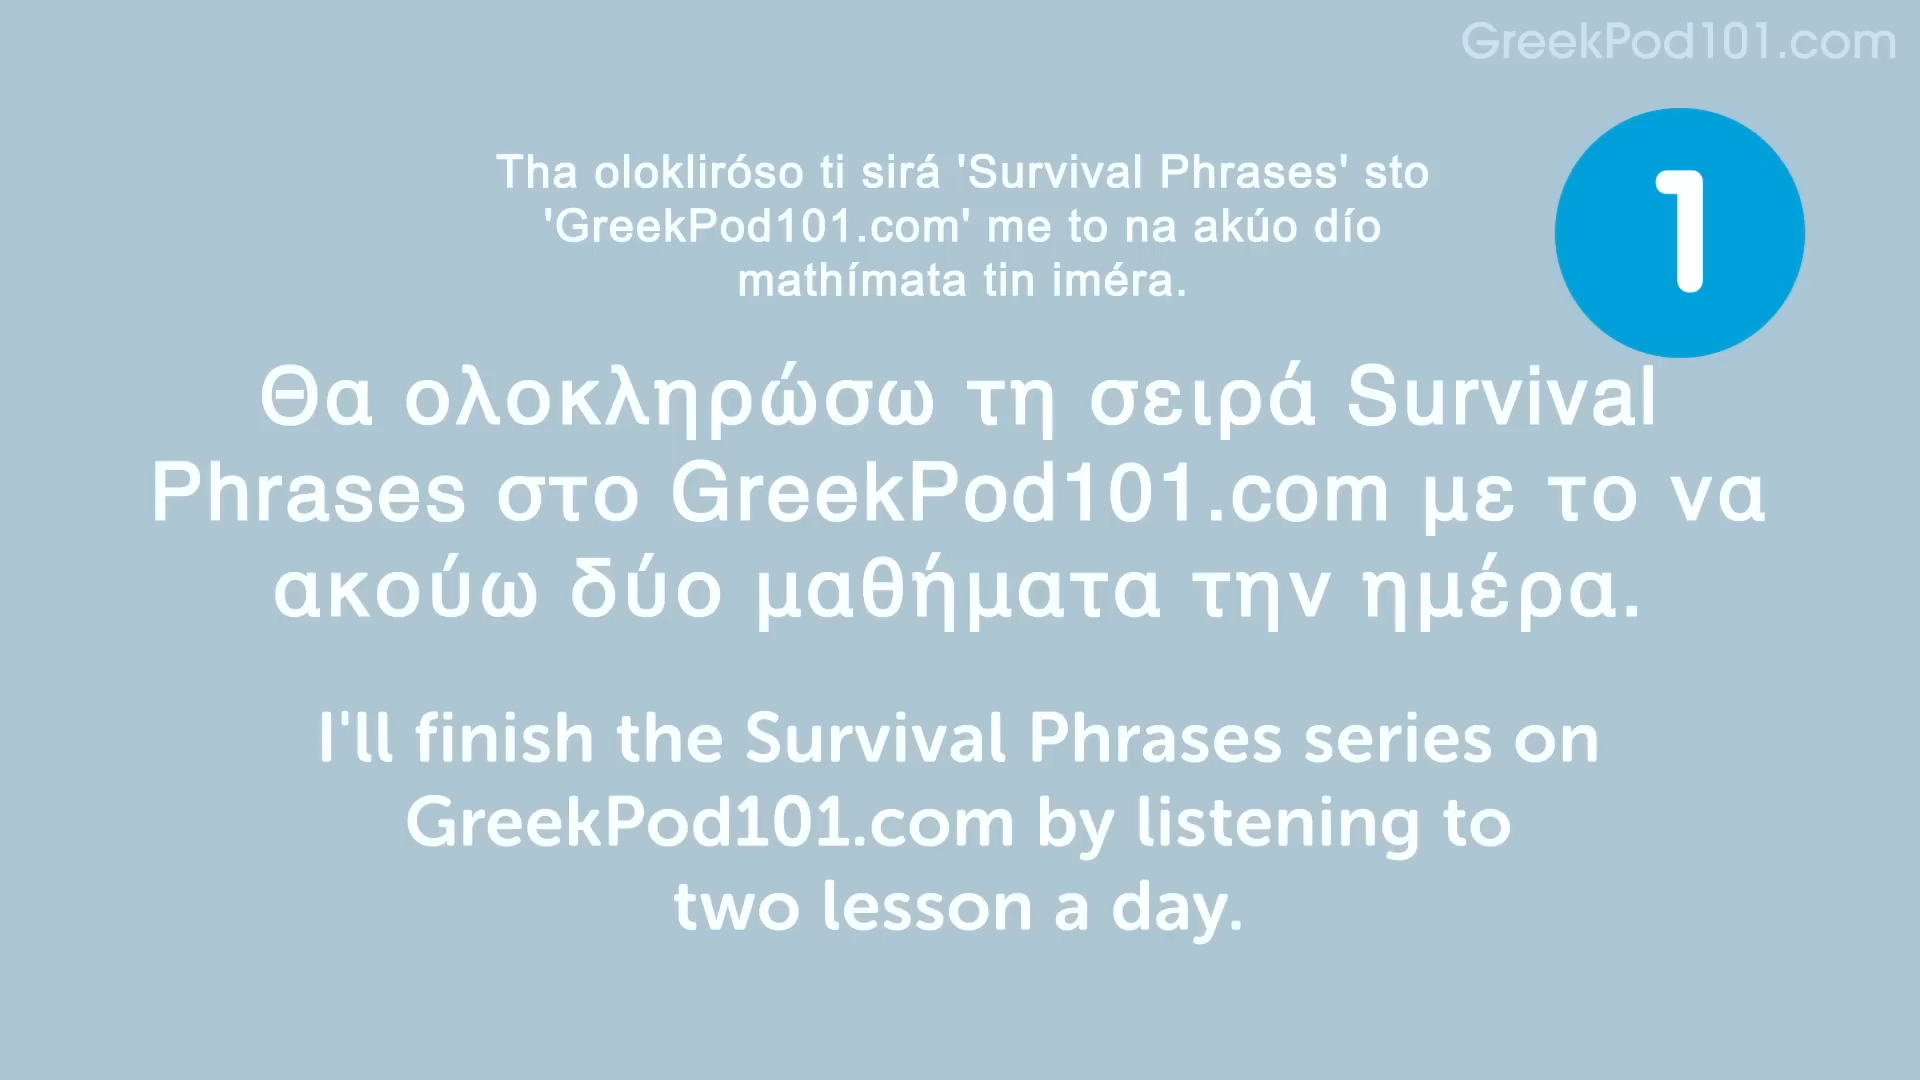 GreekPod101.com
1
Tha olokliróso ti sirá 'Survival Phrases' sto
'GreekPod101.com' me to na akúo dío
mathímata tin iméra.
Θα ολοκληρώσω τη σειρά Survival
Phrases στο GreekPod101.com με το να
ακούω δύο μαθήματα την ημέρα.
I'll finish the Survival Phrases series on
GreekPod101.com by listening to
two lesson a day.